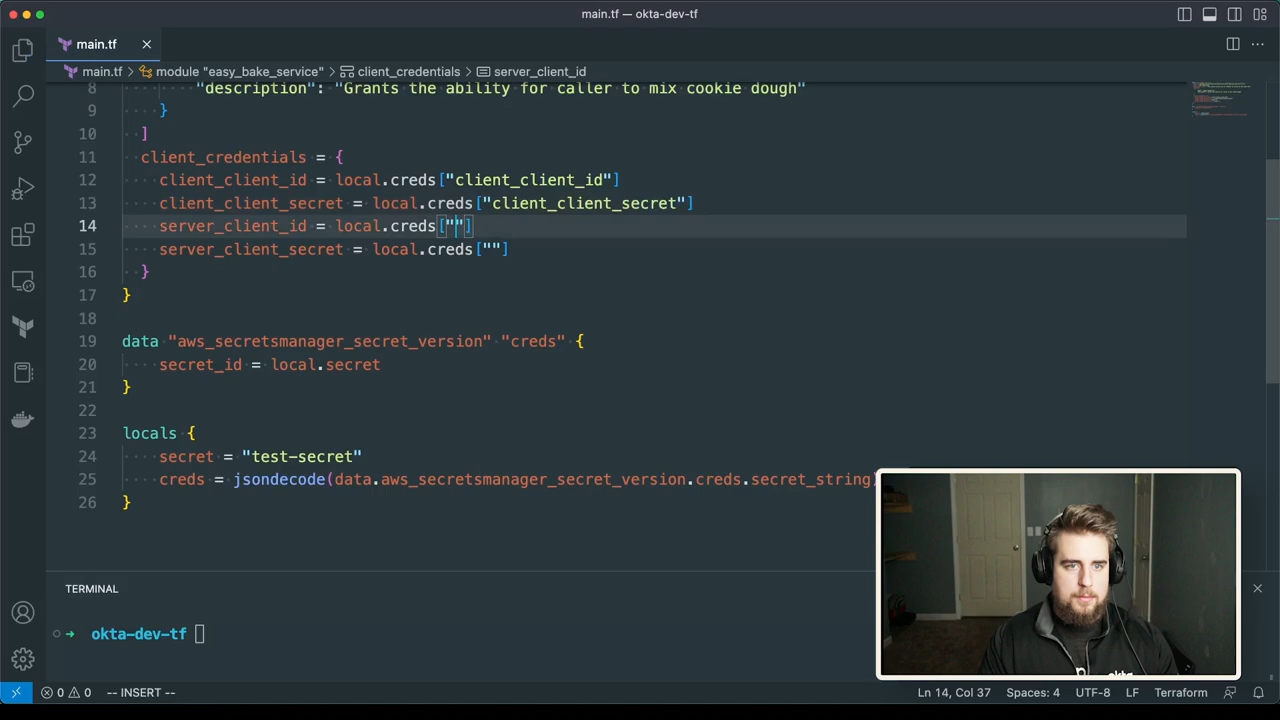 main.tf — okta-dev-tf
main.tf
main.tf > module "easy_bake_service" > client_credentials > server_client_id
8 "description": "Grants the ability for caller to mix cookie dough"
9 }
10 ]
11 client_credentials = {
12 client_client_id = local.creds["client_client_id"]
13 client_client_secret = local.creds["client_client_secret"]
14 server_client_id = local.creds[""]
15 server_client_secret = local.creds[""]
16 }
17 }
18
19 data "aws_secretsmanager_secret_version" "creds" {
20 secret_id = local.secret
21 }
22
23 locals {
24 secret = "test-secret"
25 creds = jsondecode(data.aws_secretsmanager_secret_version.creds.secret_string)
26 }
TERMINAL
okta-dev-tf
okta
0 0 -- INSERT -- Ln 14, Col 37 Spaces: 4 UTF-8 LF Terraform